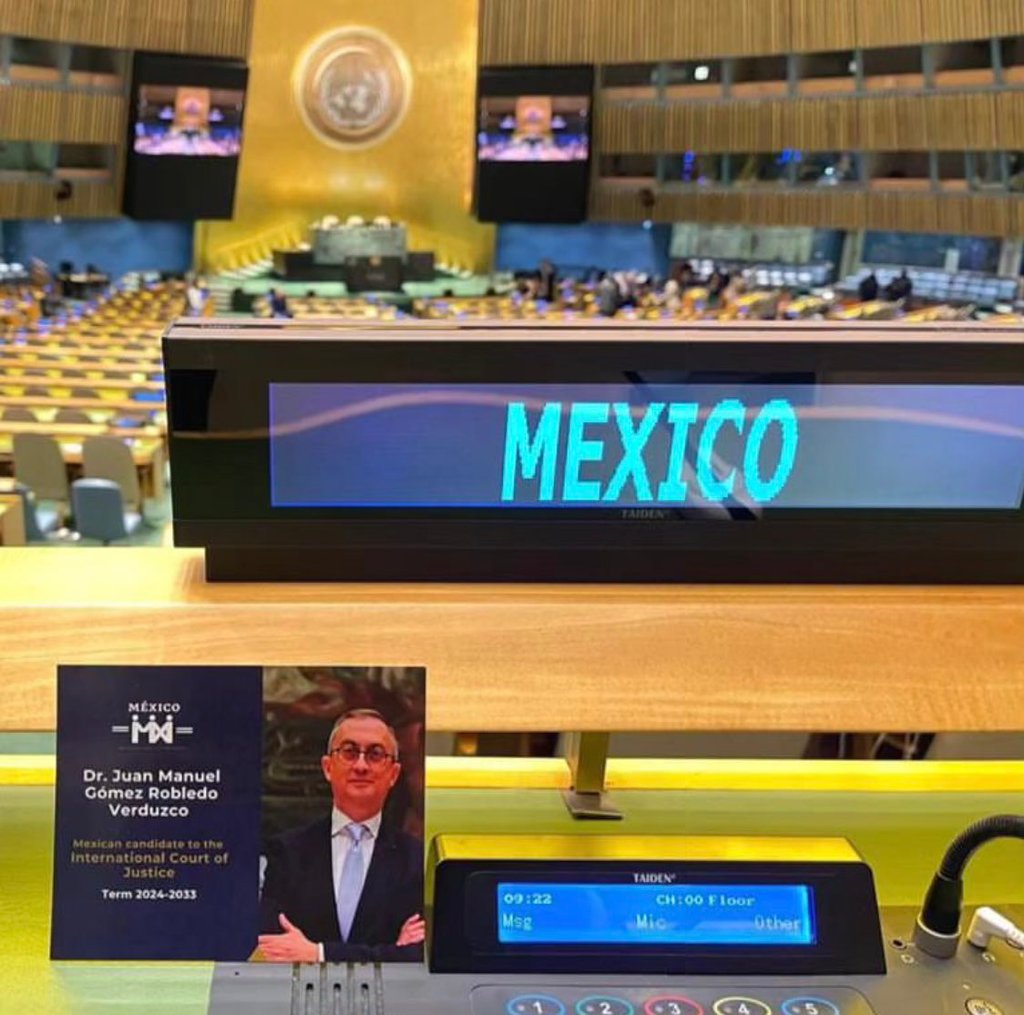 MEXICO
TAIDEN
MÉXICO
Dr. Juan Manuel
Gómez Robledo
Verduzco
Mexican candidate to the
International Court of
Justice
Term 2024-2033
TAIDEN
09:22 CH:00 Floor
Msg Mic Other
1 2 3 4 5